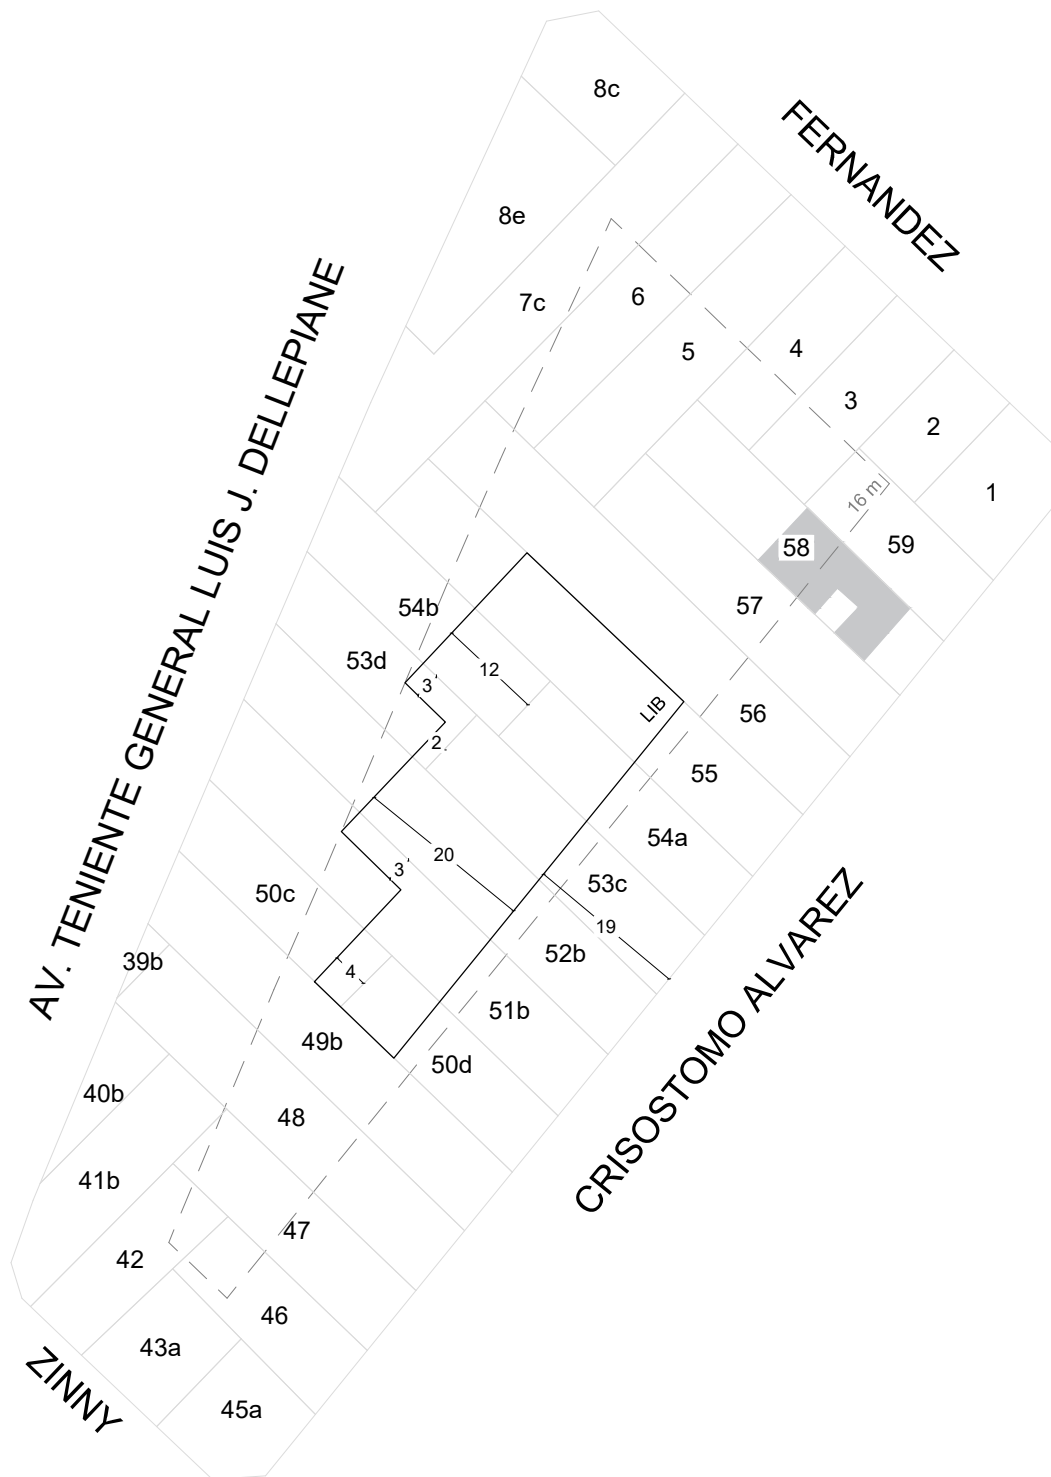 8c
FERNANDEZ
8e
7c
6
5
4
3
2
1
16 m
58
59
AV. TENIENTE GENERAL LUIS J. DELLEPIANE
54b
57
53d
12
3
LIB
56
2
55
54a
20
3
53c
50c
19
52b
39b
4
51b
49b
50d
CRISOSTOMO ALVAREZ
40b
48
41b
47
42
46
43a
ZINNY
45a